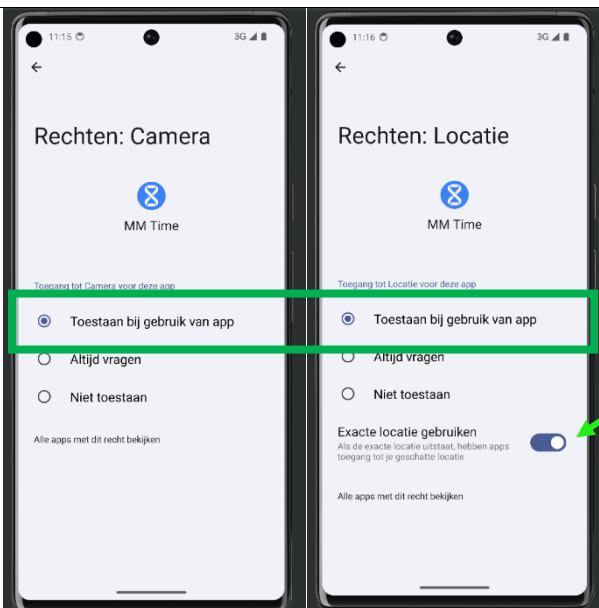 11:15
3G
Rechten: Camera
MM Time
Toegang tot Camera voor deze app
Toestaan bij gebruik van app
Altijd vragen
Niet toestaan
Alle apps met dit recht bekijken
11:16
3G
Rechten: Locatie
MM Time
Toegang tot Locatie voor deze app
Toestaan bij gebruik van app
Altijd vragen
Niet toestaan
Exacte locatie gebruiken
Als de exacte locatie uitstaat, hebben apps
toegang tot je geschatte locatie
Alle apps met dit recht bekijken